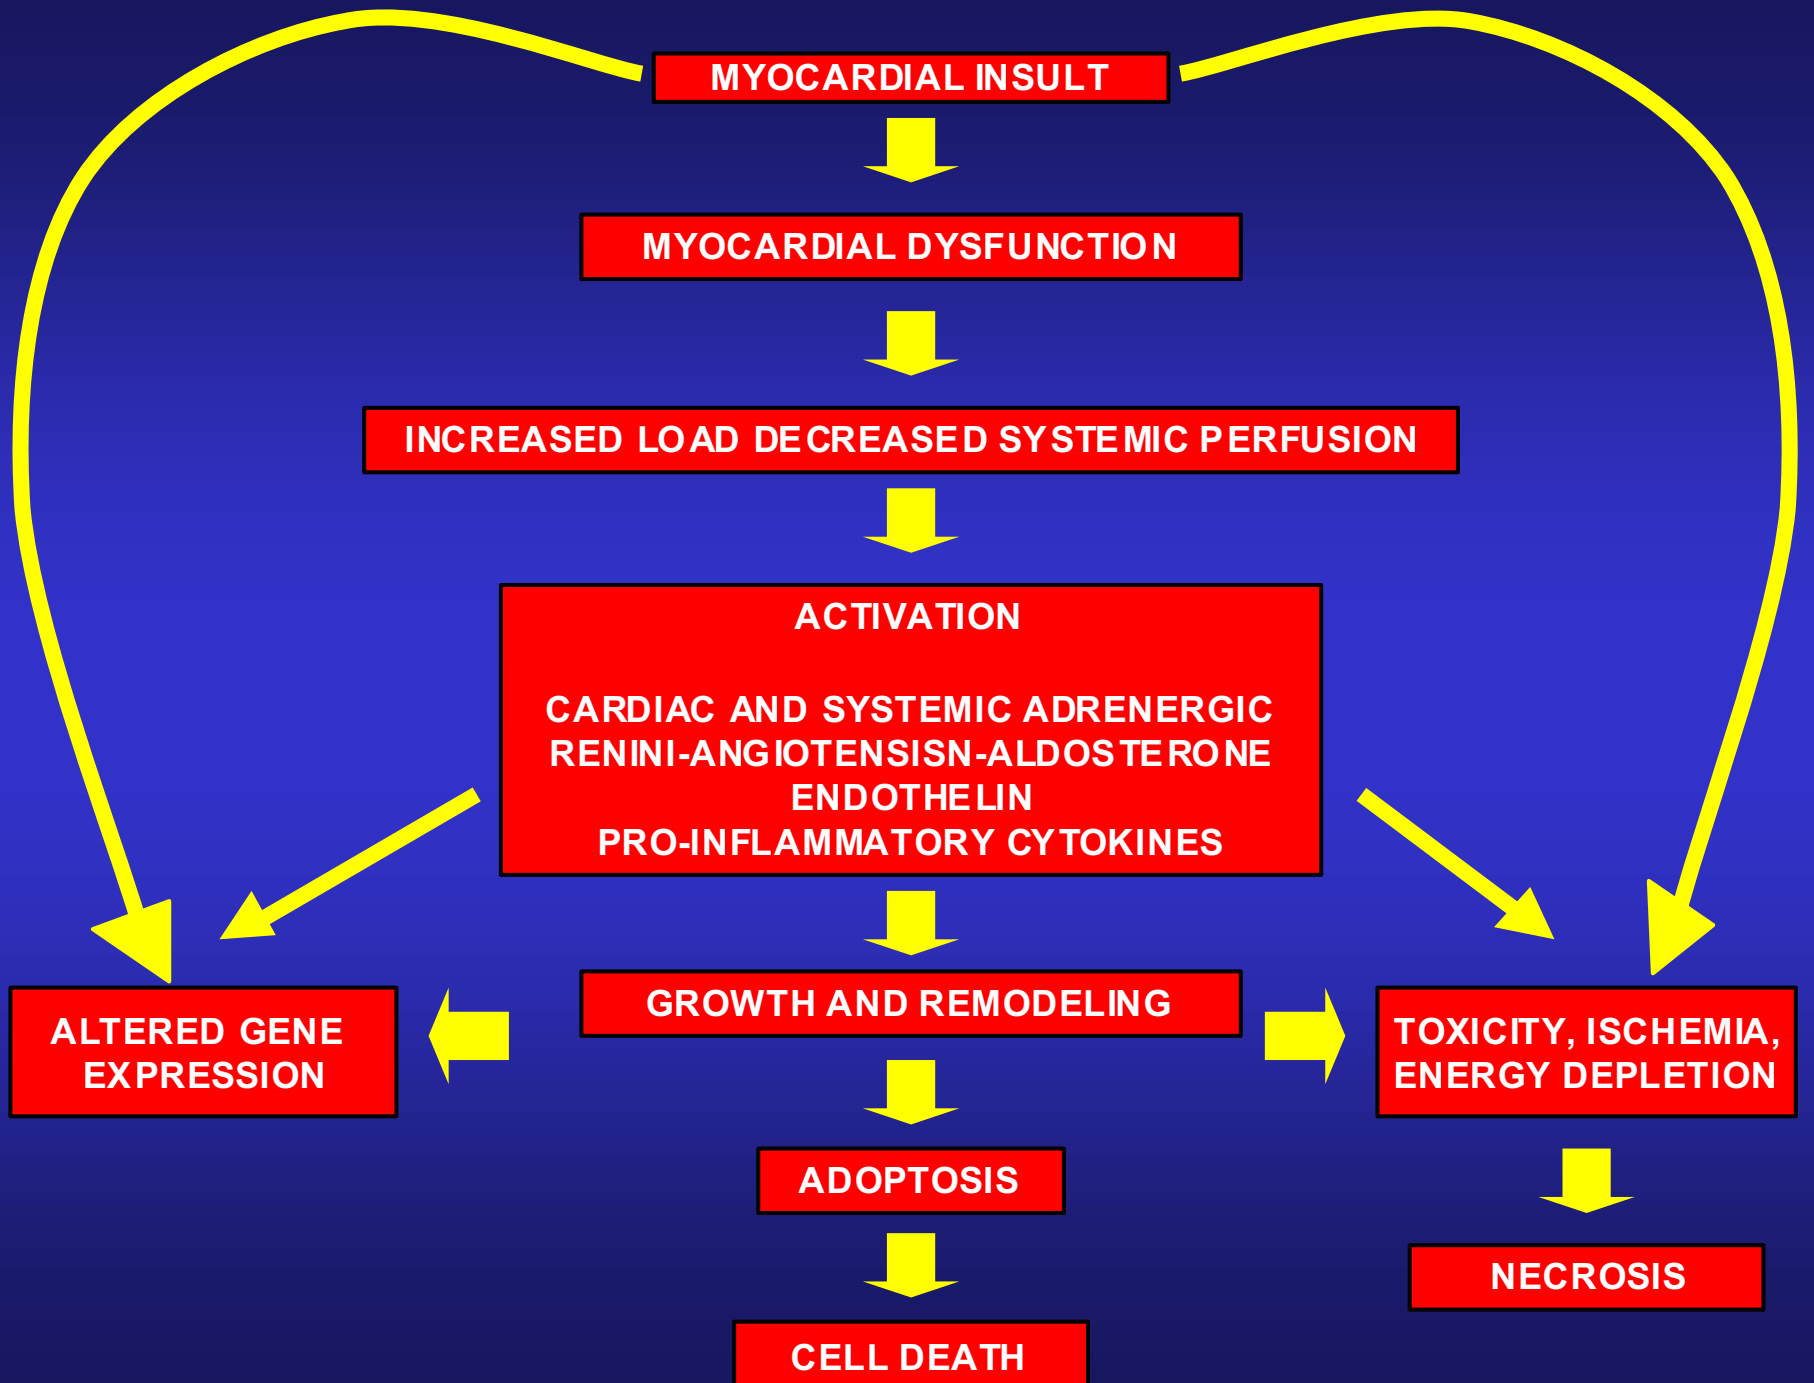 MYOCARDIAL INSULT
MYOCARDIAL DYSFUNCTION
INCREASED LOAD DECREASED SYSTEMIC PERFUSION
ACTIVATION
CARDIAC AND SYSTEMIC ADRENERGIC
RENINI-ANGIOTENSISN-ALDOSTERONE
ENDOTHELIN
PRO-INFLAMMATORY CYTOKINES
GROWTH AND REMODELING
ALTERED GENE
EXPRESSION
TOXICITY, ISCHEMIA,
ENERGY DEPLETION
ADOPTOSIS
NECROSIS
CELL DEATH